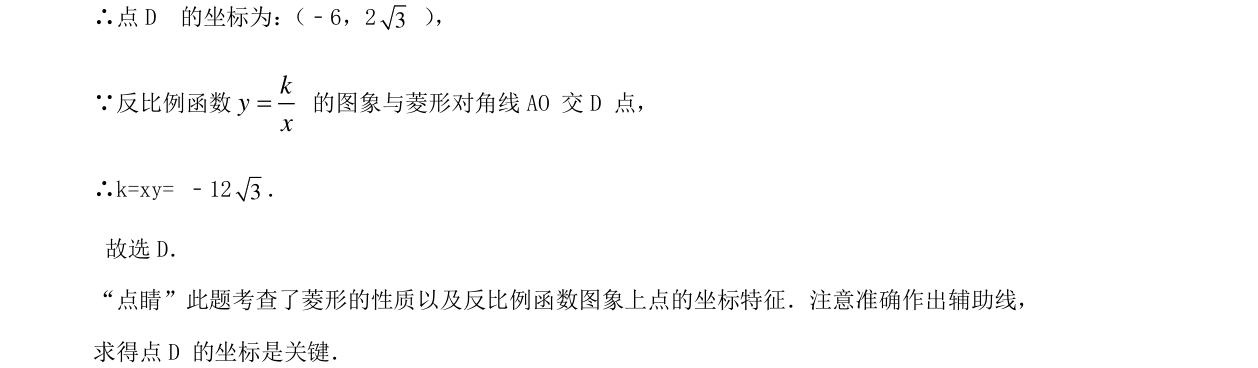 ∴点 D 的坐标为：（﹣6，2√3 ），
∵反比例函数 y = k/x 的图象与菱形对角线 AO 交 D 点，
∴k=xy= ﹣12√3．
故选 D．
“点睛”此题考查了菱形的性质以及反比例函数图象上点的坐标特征．注意准确作出辅助线，
求得点 D 的坐标是关键．